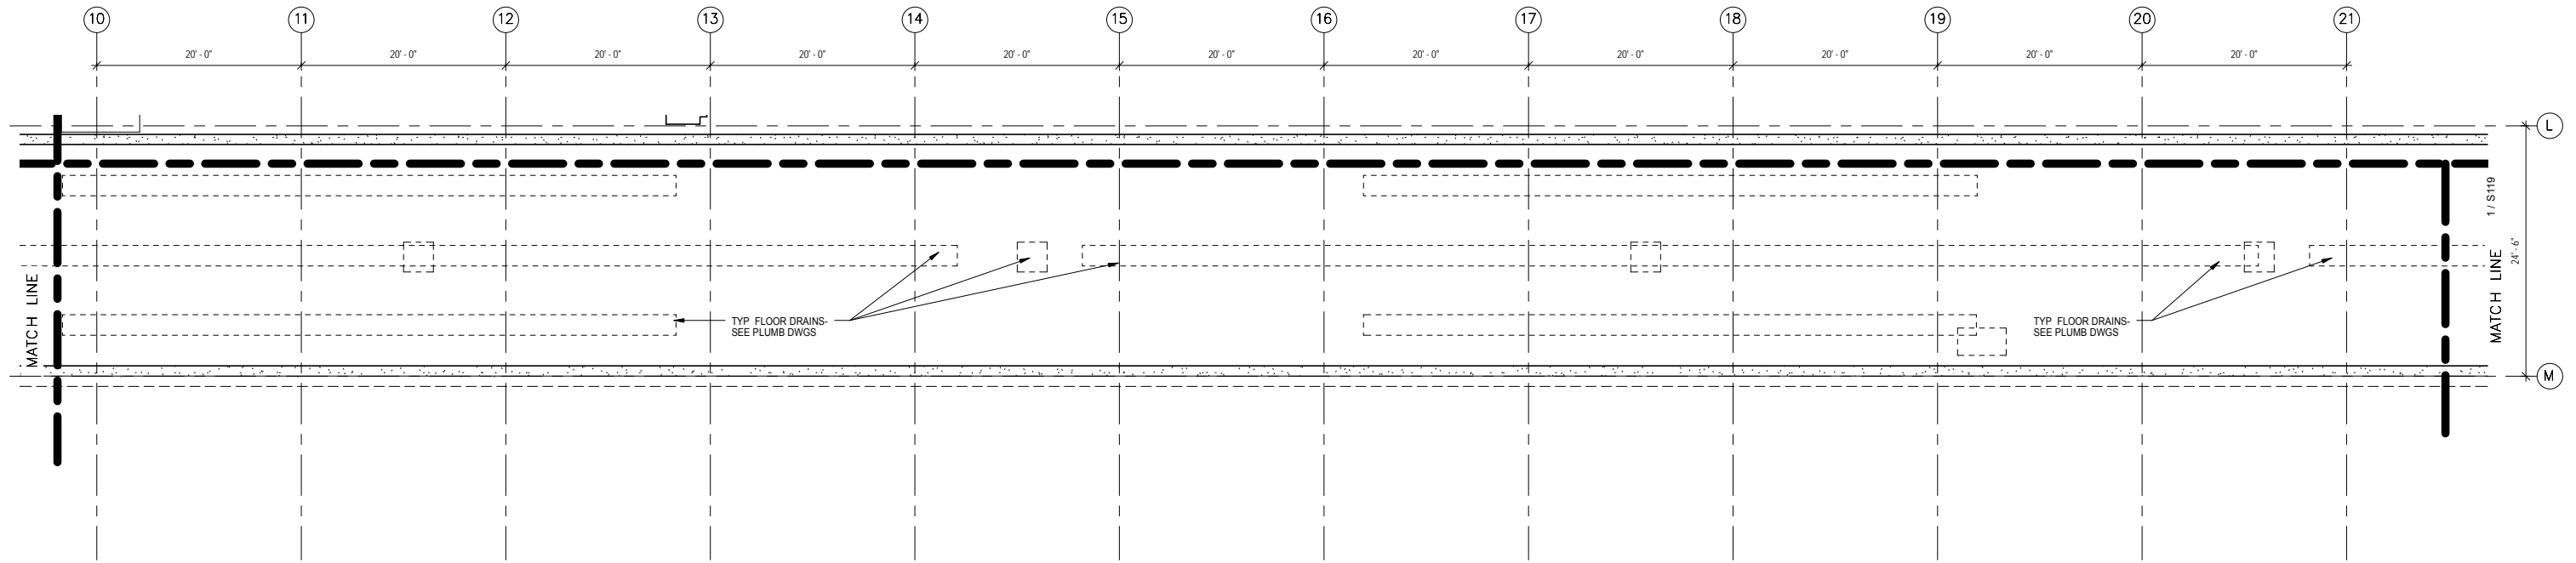 10 11 12 13 14 15 16 17 18 19 20 21
20' - 0" 20' - 0" 20' - 0" 20' - 0" 20' - 0" 20' - 0" 20' - 0" 20' - 0" 20' - 0" 20' - 0" 20' - 0"
L
1 / S119
24' - 6"
MATCH LINE
MATCH LINE
TYP FLOOR DRAINS-
SEE PLUMB DWGS
TYP FLOOR DRAINS-
SEE PLUMB DWGS
M